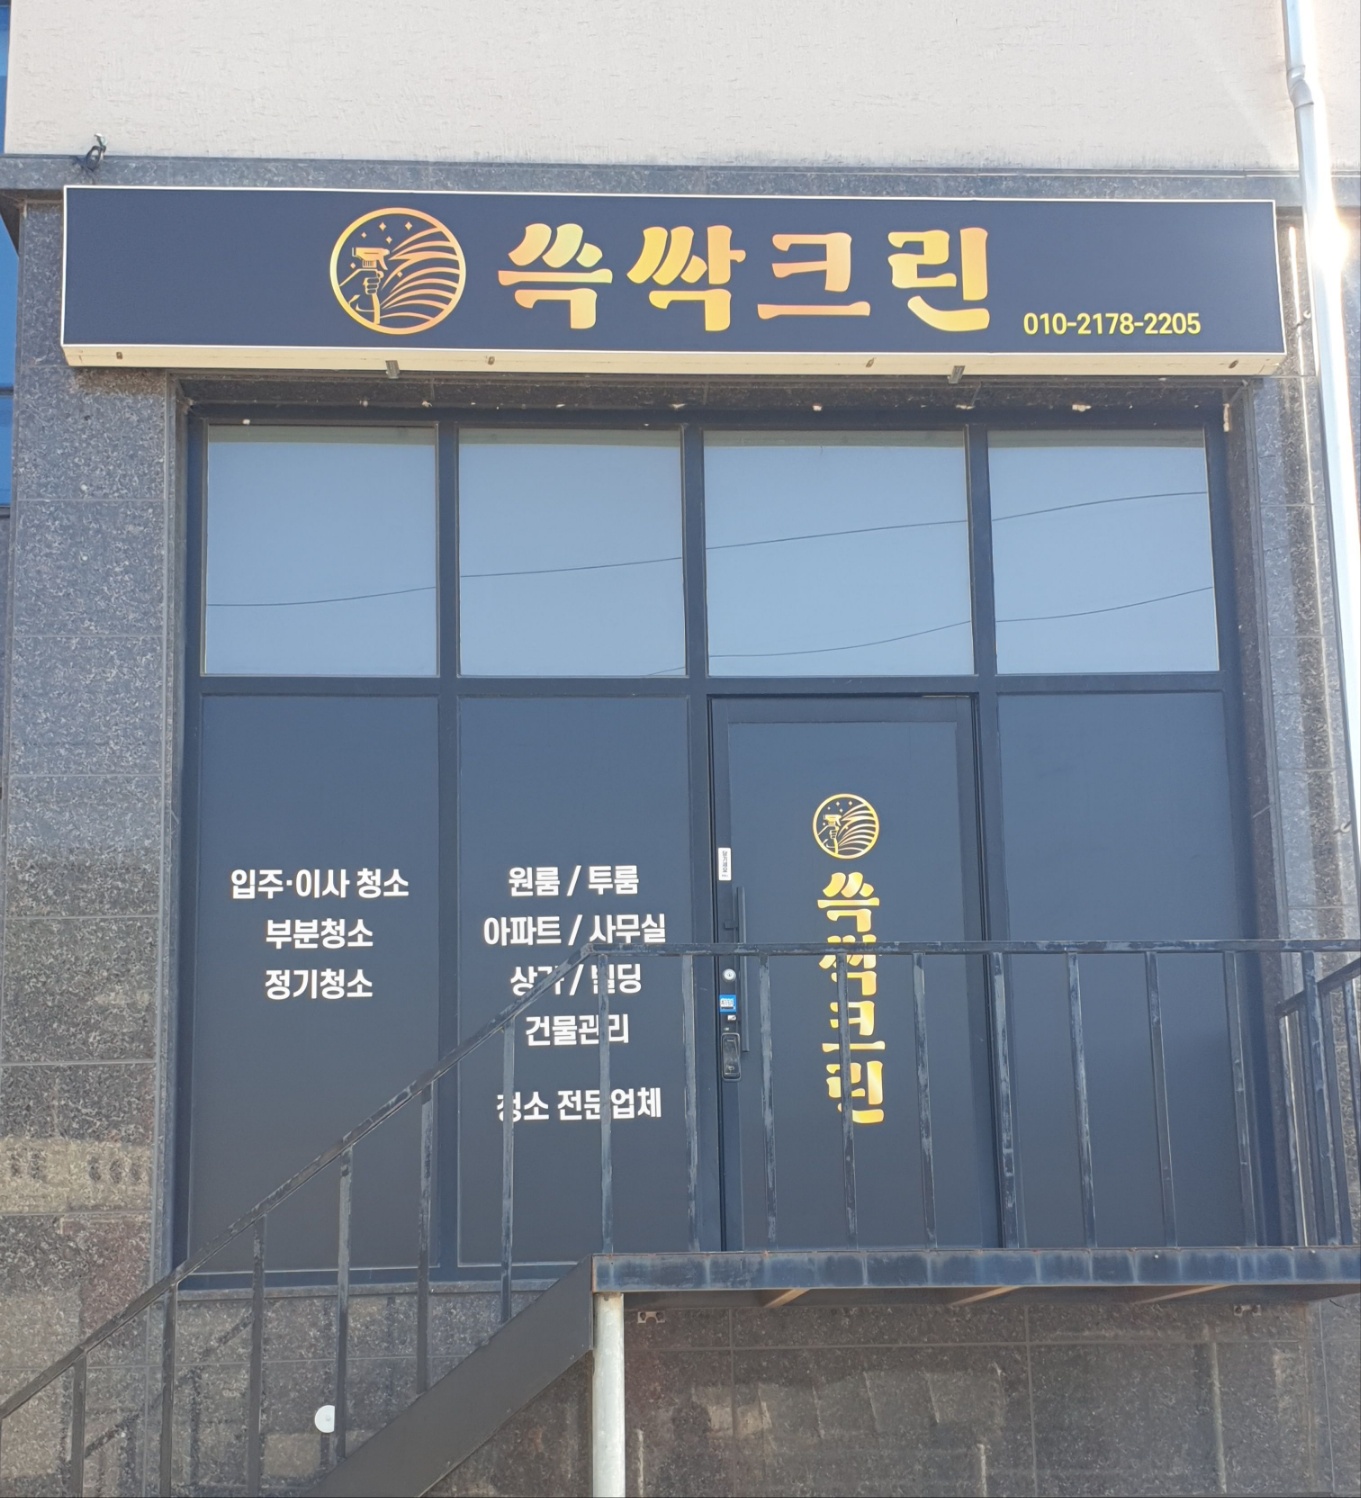 쓱싹크린
010-2178-2205
입주·이사 청소
부분청소
정기청소
원룸 / 투룸
아파트 / 사무실
상가 / 빌딩
건물관리
청소 전문업체
쓱싹크린